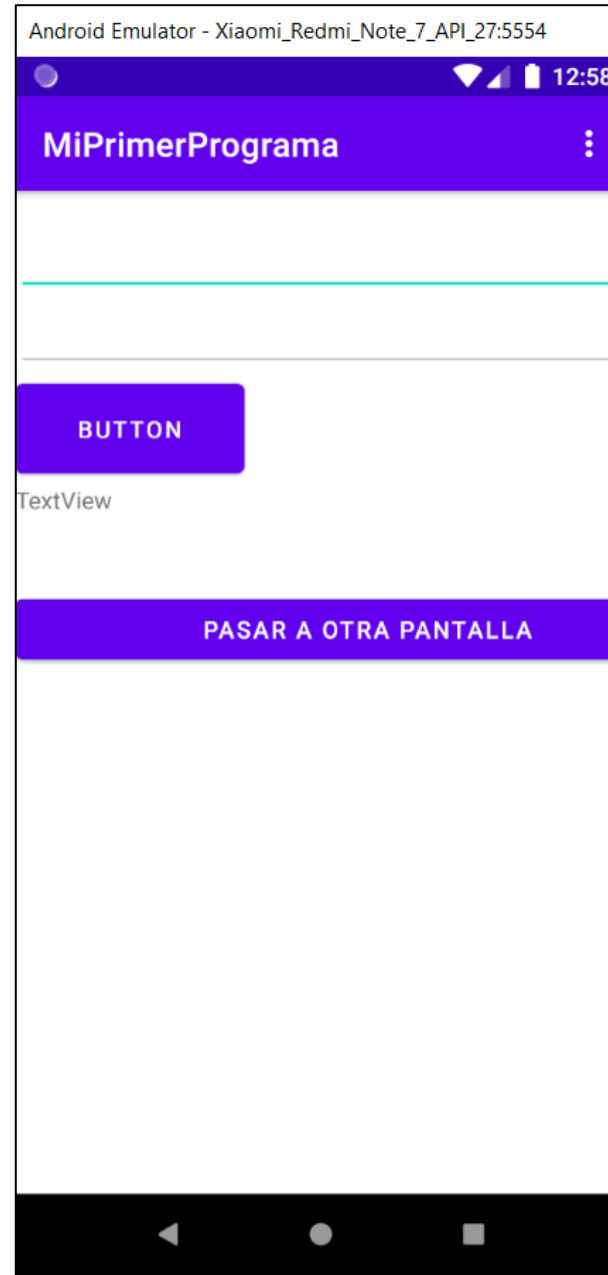 Android Emulator - Xiaomi_Redmi_Note_7_API_27:5554
12:58
MiPrimerPrograma
BUTTON
TextView
PASAR A OTRA PANTALLA